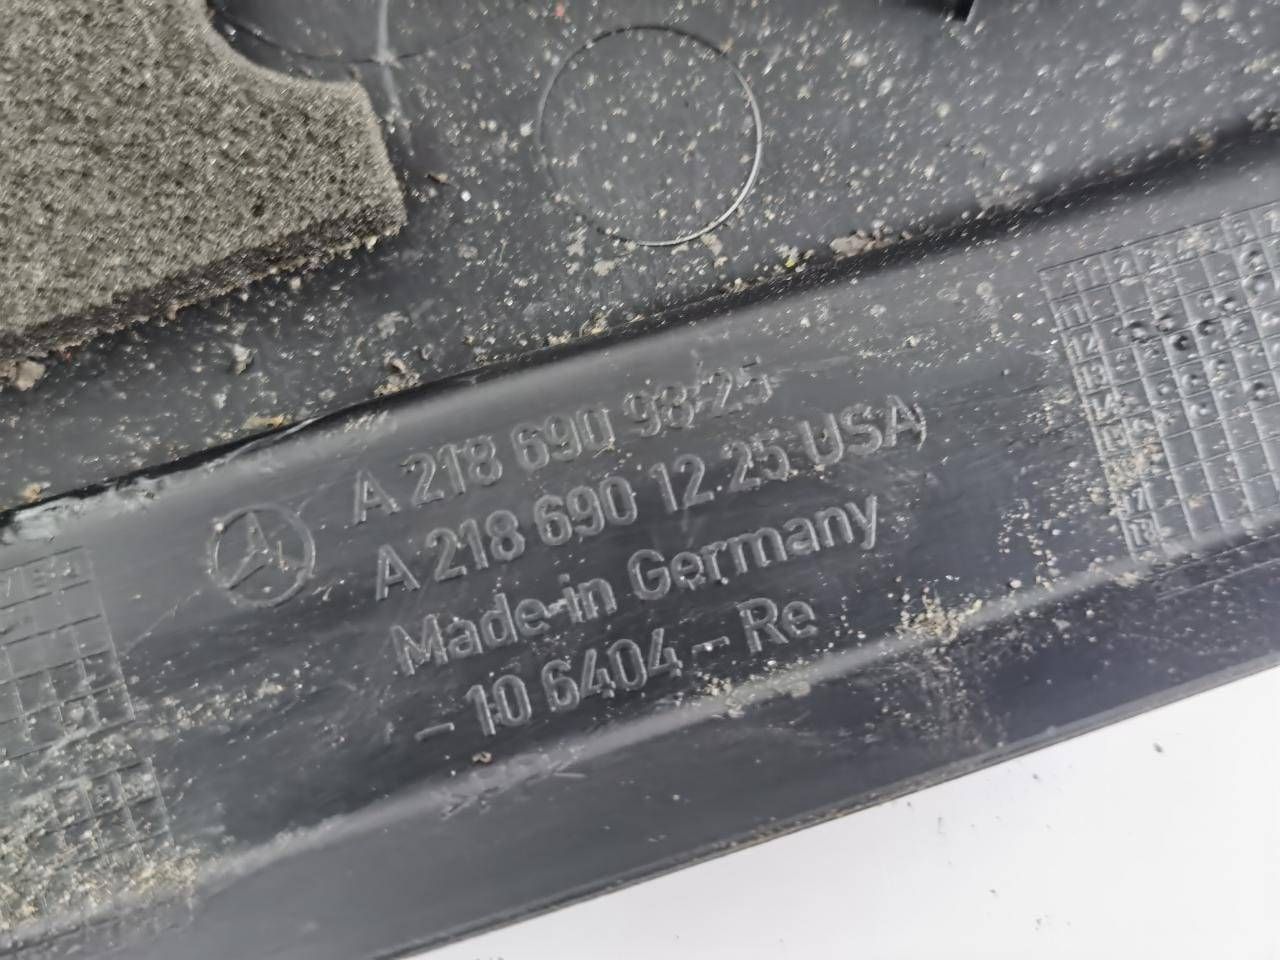 A 218 690 98 25
A 218 690 12 25 USA
Made in Germany
- 10 6404 - Re